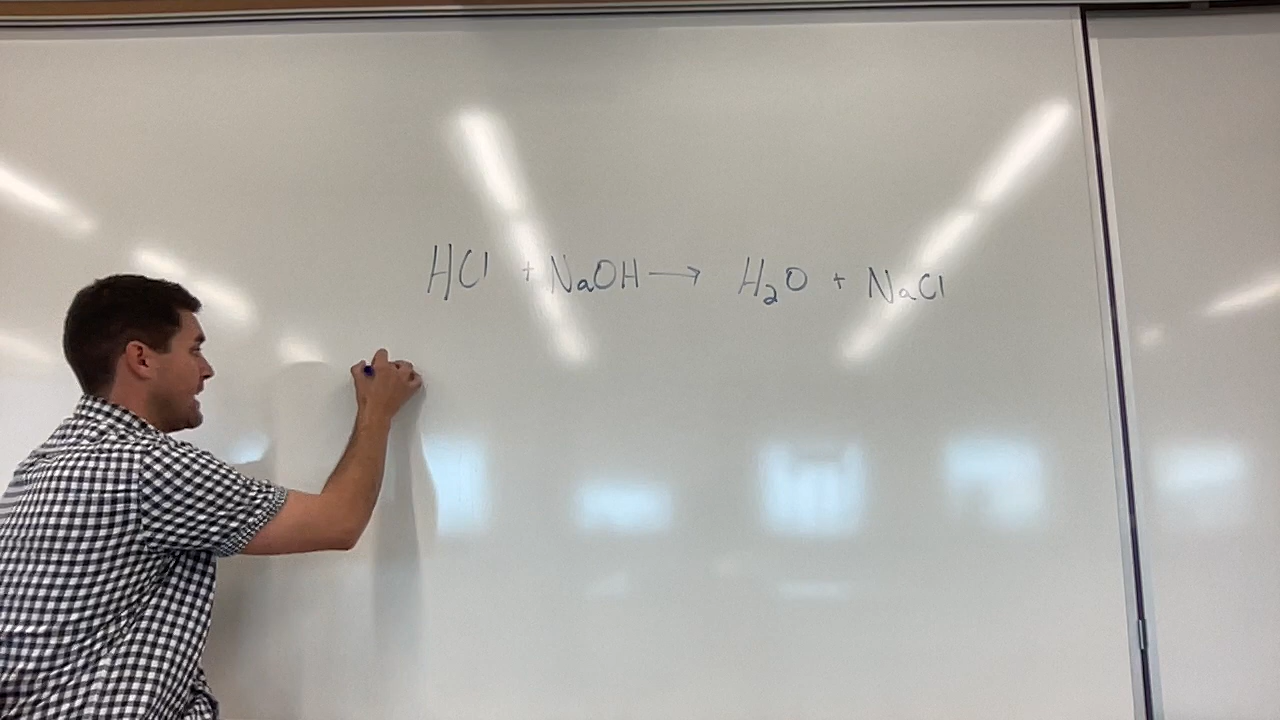 HCl + NaOH → H₂O + NaCl